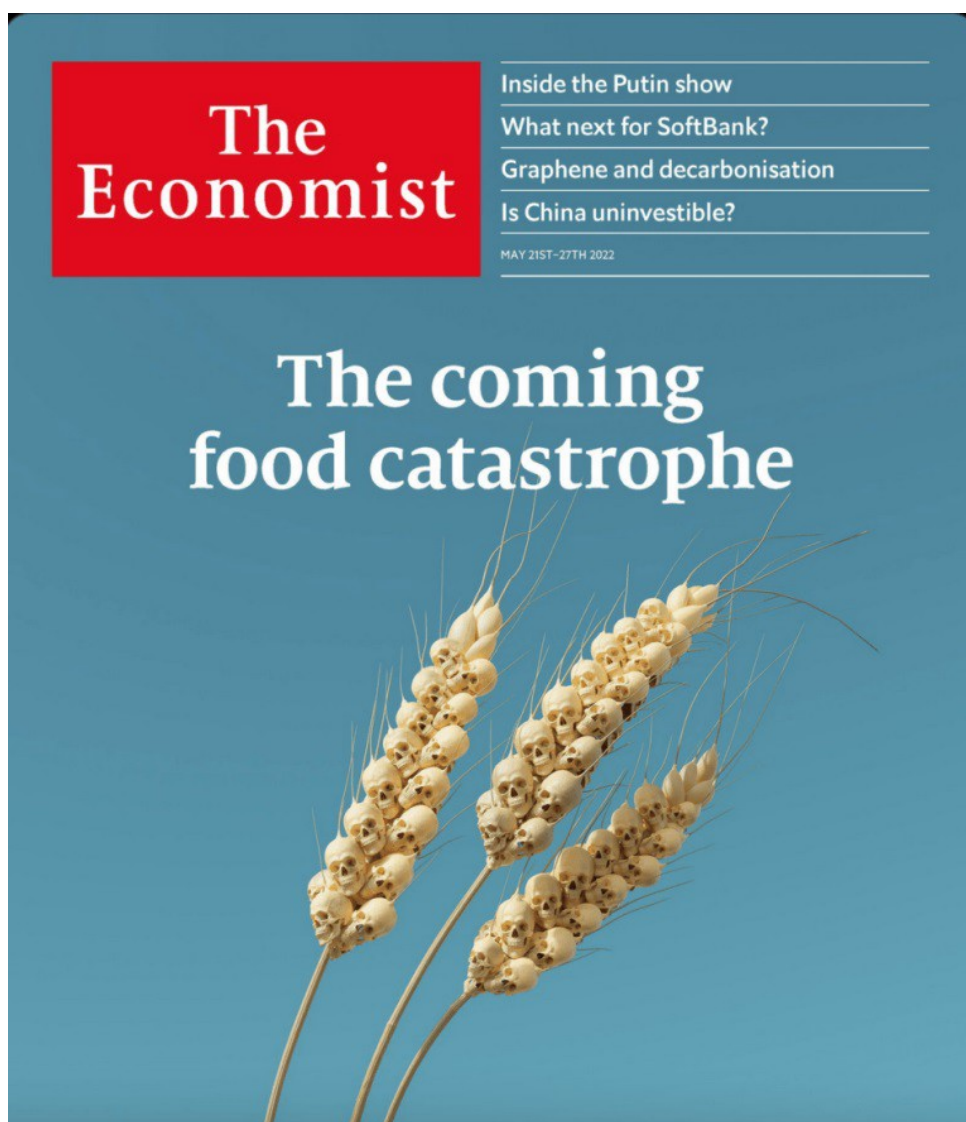 The
Economist
Inside the Putin show
What next for SoftBank?
Graphene and decarbonisation
Is China uninvestible?
MAY 21ST–27TH 2022
The coming
food catastrophe